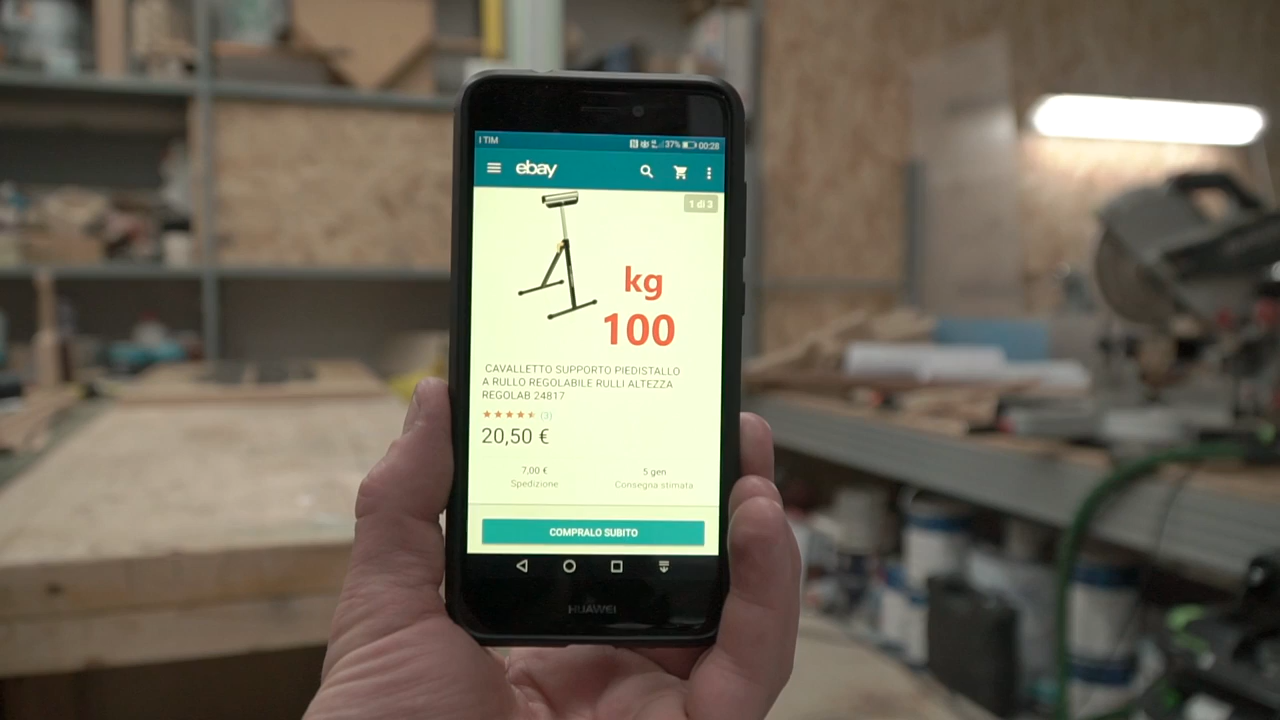 I TIM
37%
00:28
ebay
1 di 3
kg
100
CAVALLETTO SUPPORTO PIEDISTALLO
A RULLO REGOLABILE RULLI ALTEZZA
REGOLAB 24817
(3)
20,50 €
7,00 €
Spedizione
5 gen
Consegna stimata
COMPRALO SUBITO
HUAWEI